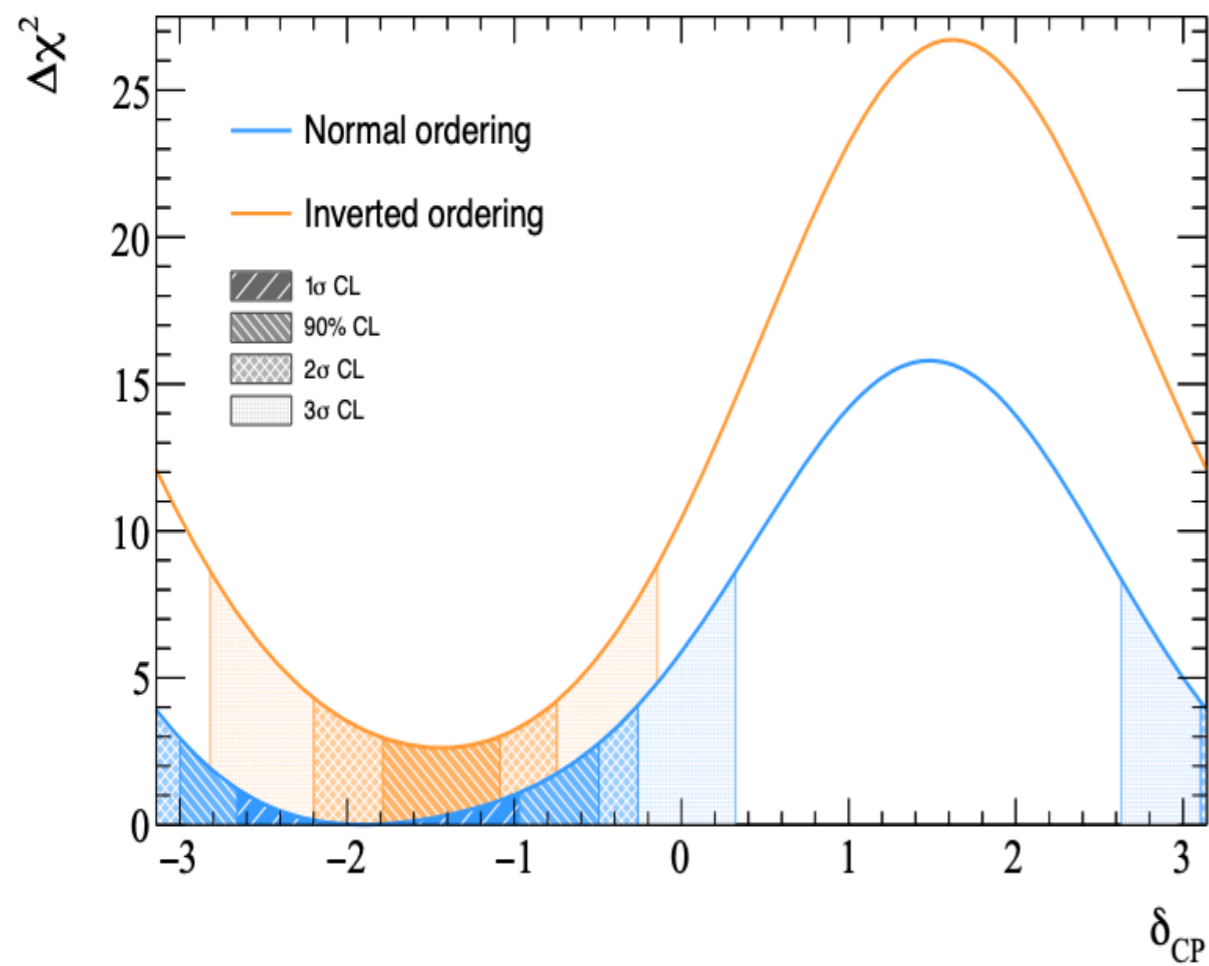 Δχ²
25
20
15
10
5
0
Normal ordering
Inverted ordering
1σ CL
90% CL
2σ CL
3σ CL
−3 −2 −1 0 1 2 3
δCP